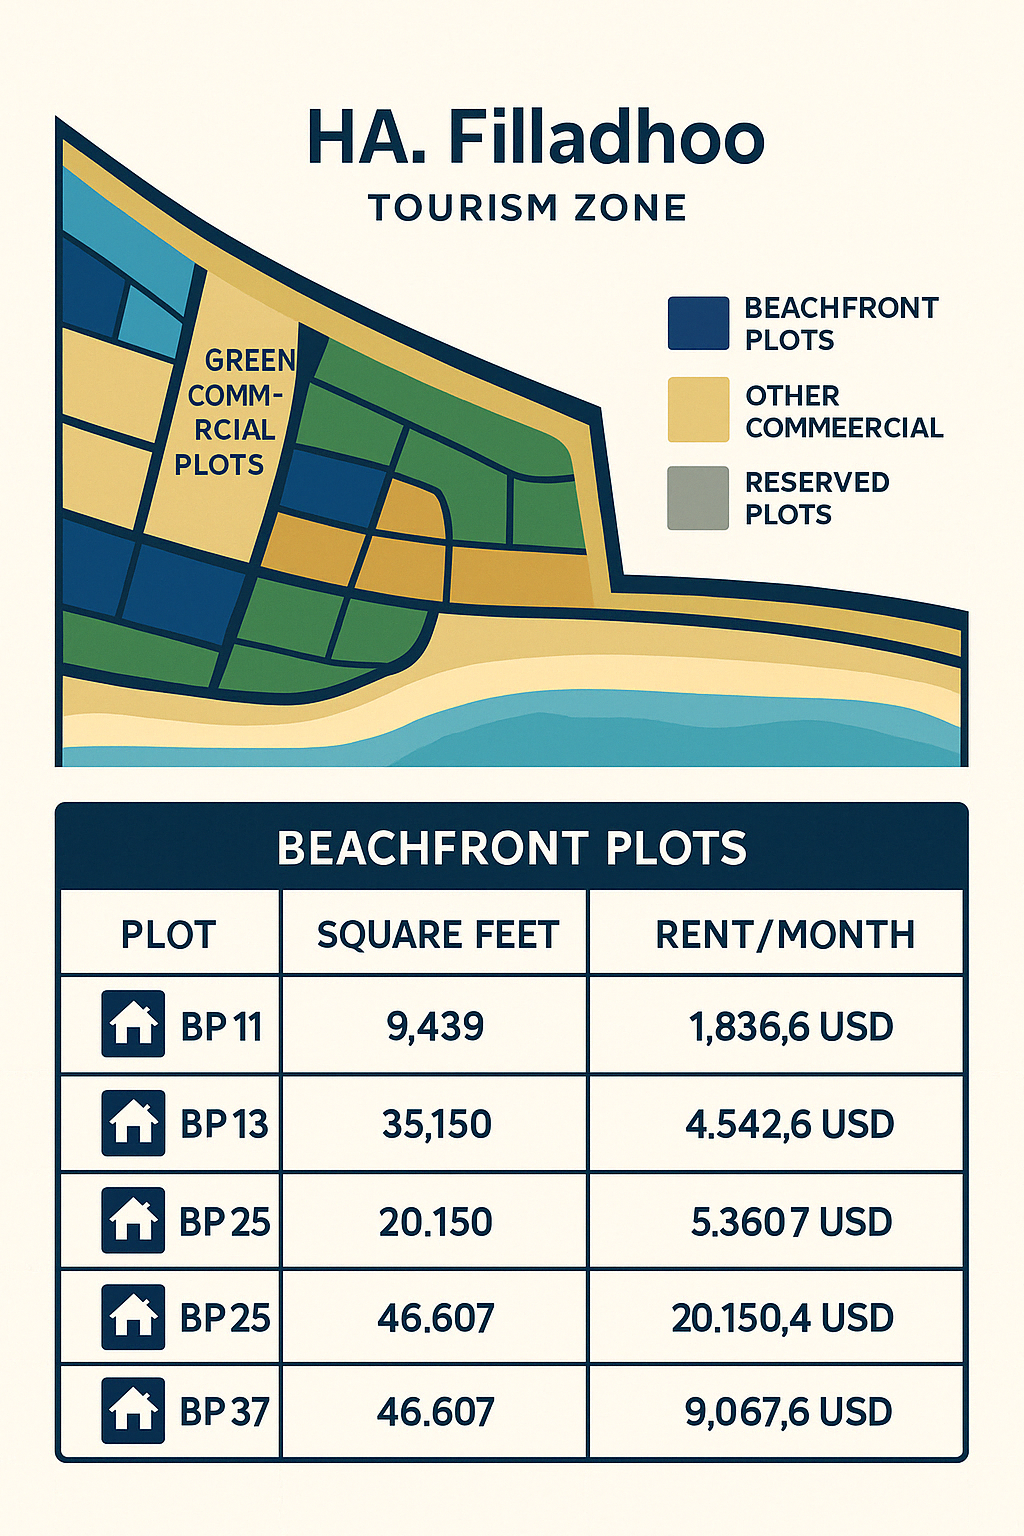 HA. Filladhoo
TOURISM ZONE
BEACHFRONT
PLOTS
OTHER
COMMEERCIAL
RESERVED
PLOTS
GREEN
COMM-
RCIAL
PLOTS
BEACHFRONT PLOTS
PLOT SQUARE FEET RENT/MONTH
BP 11 9,439 1,836,6 USD
BP 13 35,150 4.542,6 USD
BP 25 20.150 5.3607 USD
BP 25 46.607 20.150,4 USD
BP 37 46.607 9,067,6 USD